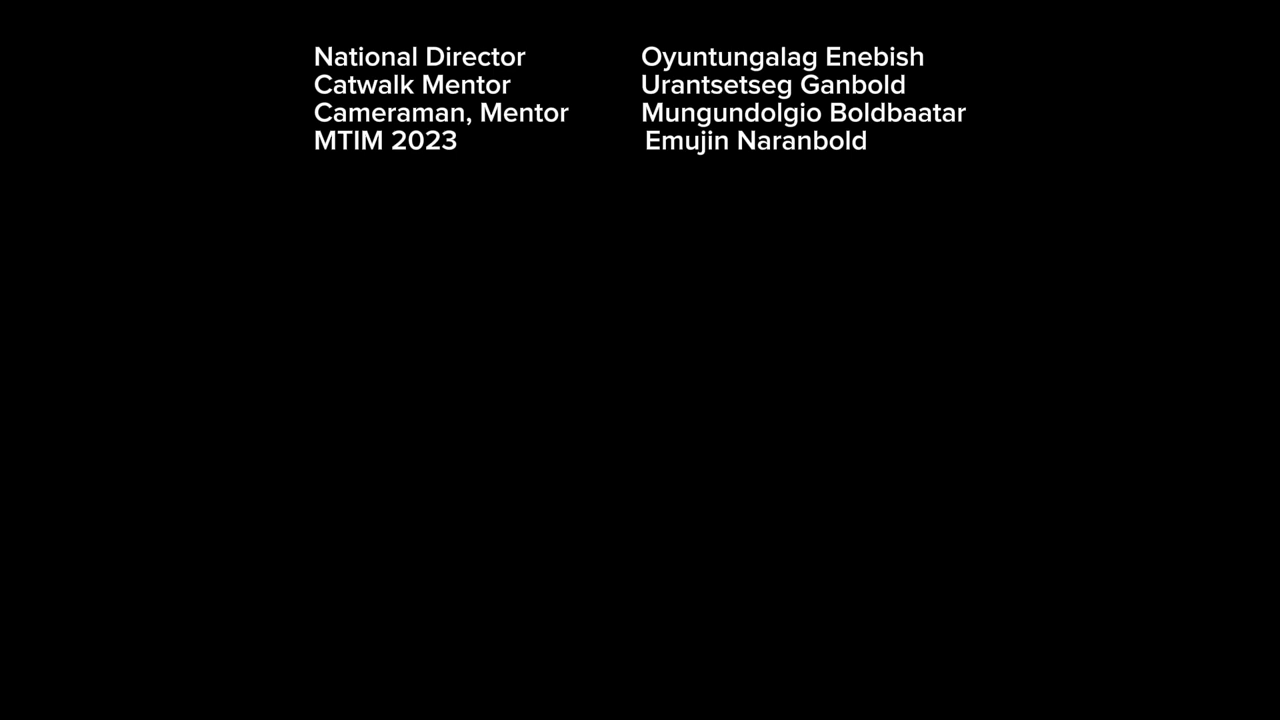 National Director Oyuntungalag Enebish
Catwalk Mentor Urantsetseg Ganbold
Cameraman, Mentor Mungundolgio Boldbaatar
MTIM 2023 Emujin Naranbold